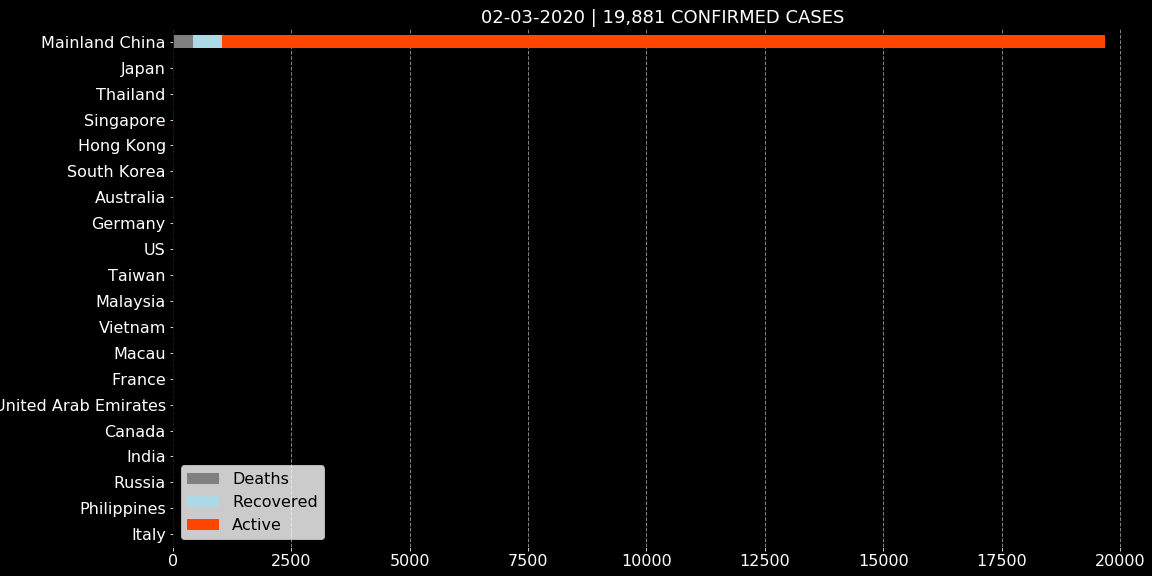 02-03-2020 | 19,881 CONFIRMED CASES
Mainland China
Japan
Thailand
Singapore
Hong Kong
South Korea
Australia
Germany
US
Taiwan
Malaysia
Vietnam
Macau
France
United Arab Emirates
Canada
India
Russia
Philippines
Italy
Deaths
Recovered
Active
0 2500 5000 7500 10000 12500 15000 17500 20000